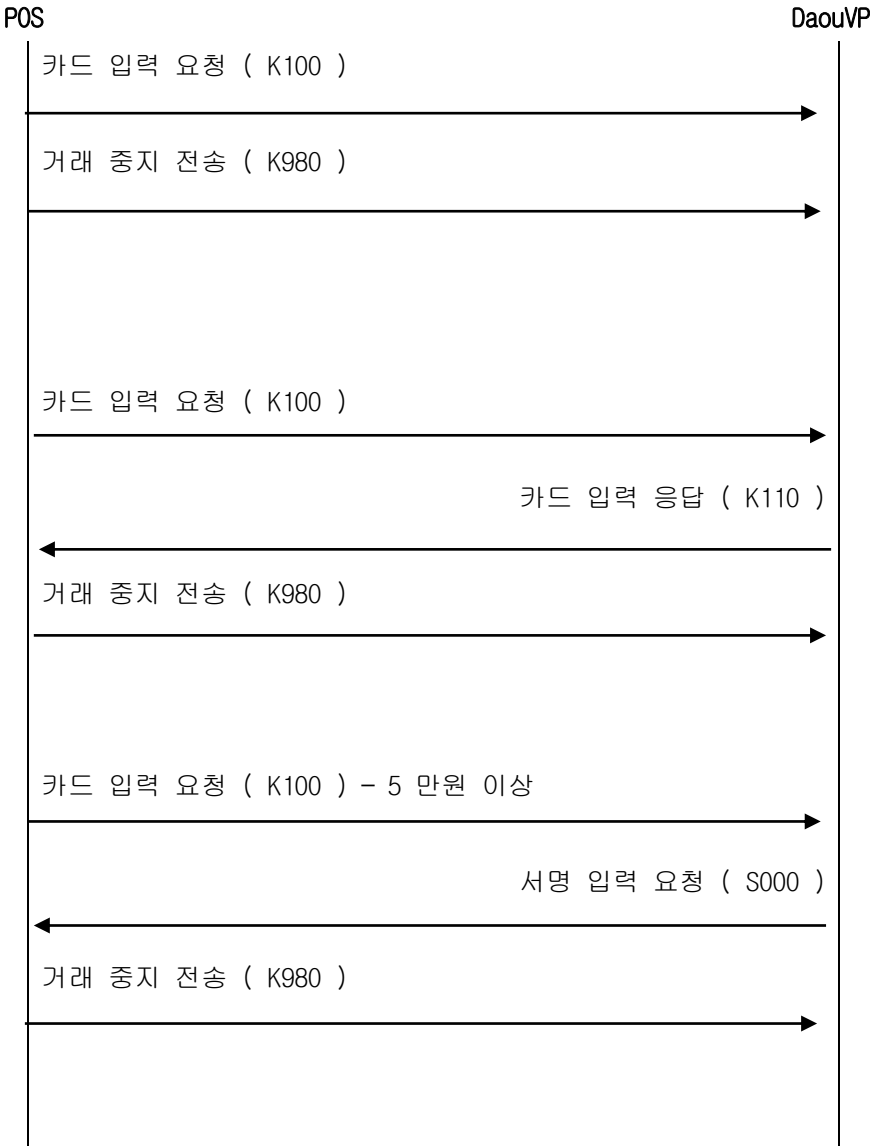 POS DaouVP
카드 입력 요청 ( K100 )
거래 중지 전송 ( K980 )
카드 입력 요청 ( K100 )
카드 입력 응답 ( K110 )
거래 중지 전송 ( K980 )
카드 입력 요청 ( K100 ) – 5 만원 이상
서명 입력 요청 ( S000 )
거래 중지 전송 ( K980 )